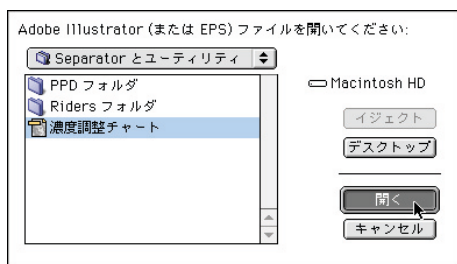 Adobe Illustrator (または EPS) ファイルを開いてください:
Separator とユーティリティ
PPD フォルダ
Riders フォルダ
濃度調整チャート
Macintosh HD
イジェクト
デスクトップ
開く
キャンセル